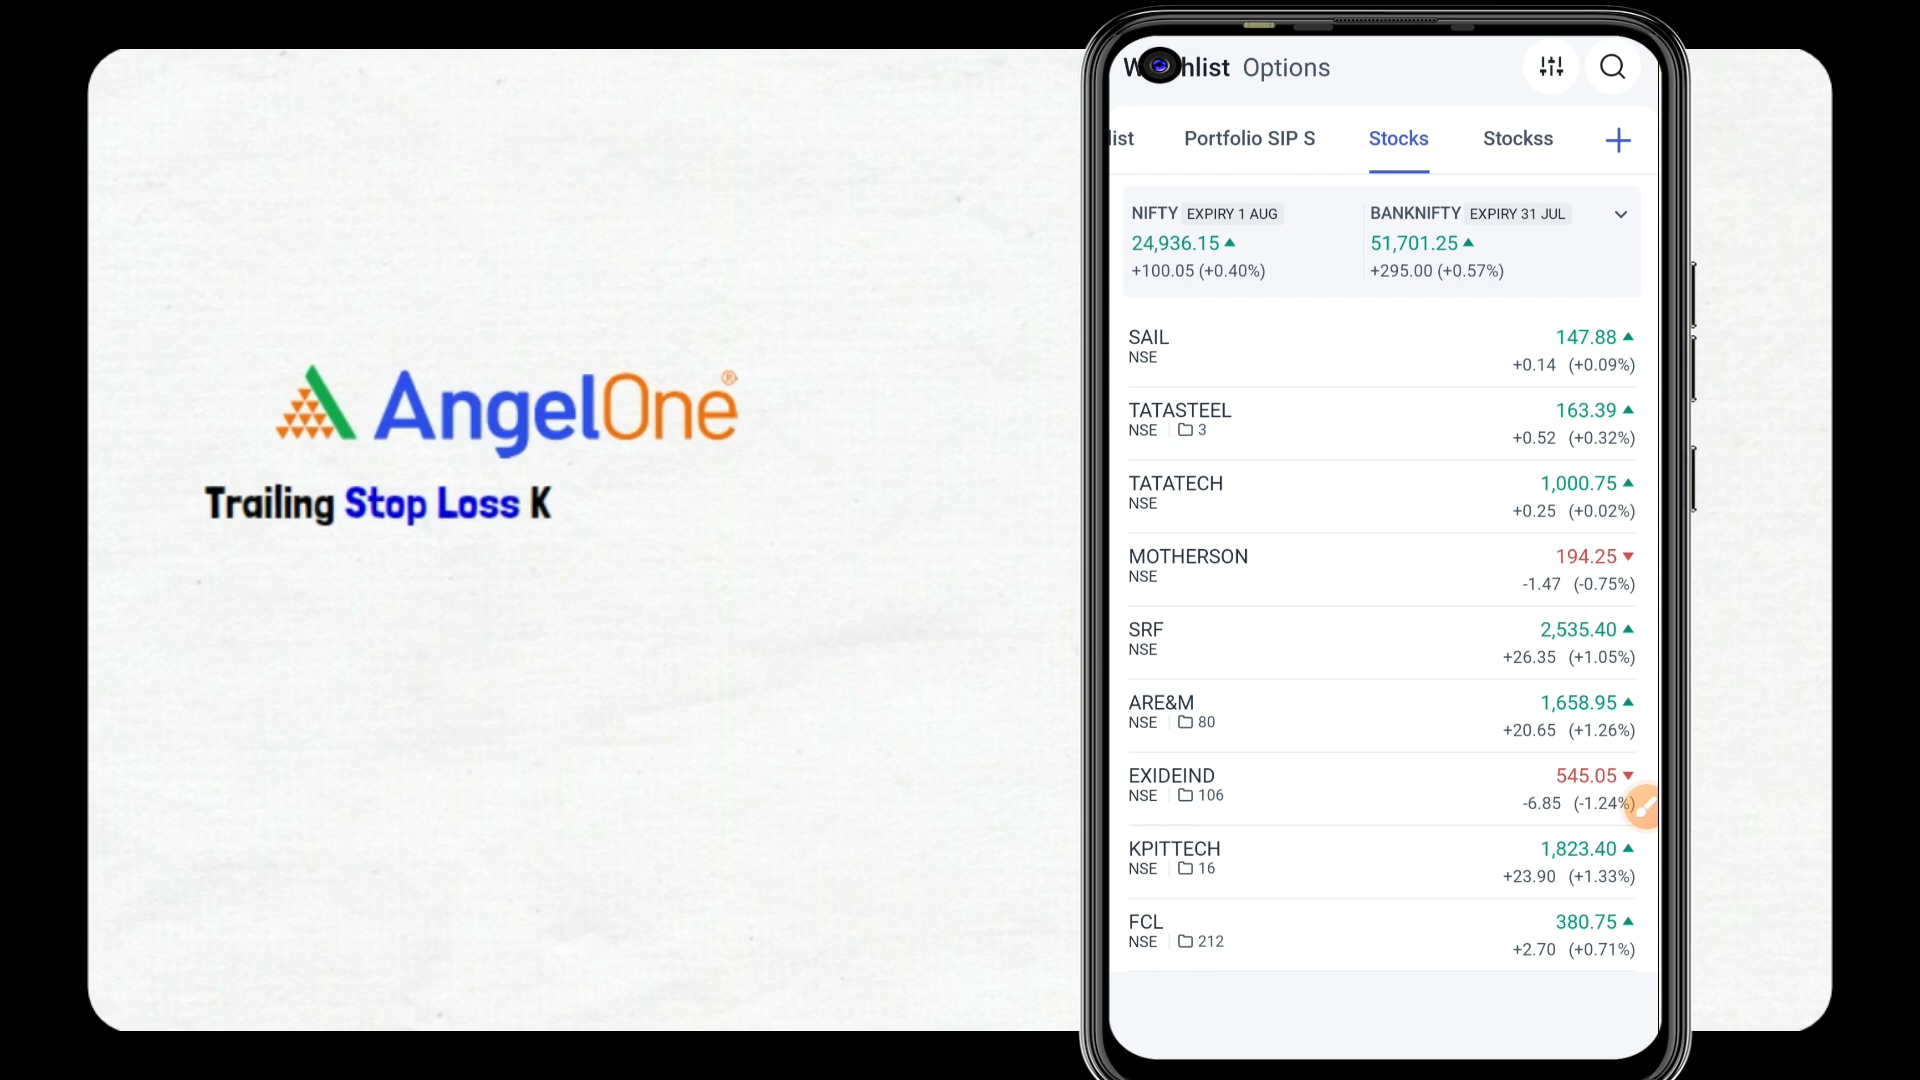 AngelOne®
Trailing Stop Loss K
Options
list Portfolio SIP S Stocks Stockss +
NIFTY EXPIRY 1 AUG
24,936.15
+100.05 (+0.40%)
BANKNIFTY EXPIRY 31 JUL
51,701.25
+295.00 (+0.57%)
SAIL 147.88
NSE +0.14 (+0.09%)
TATASTEEL 163.39
NSE 3 +0.52 (+0.32%)
TATATECH 1,000.75
NSE +0.25 (+0.02%)
MOTHERSON 194.25
NSE -1.47 (-0.75%)
SRF 2,535.40
NSE +26.35 (+1.05%)
ARE&M 1,658.95
NSE 80 +20.65 (+1.26%)
EXIDEIND 545.05
NSE 106 -6.85 (-1.24%)
KPITTECH 1,823.40
NSE 16 +23.90 (+1.33%)
FCL 380.75
NSE 212 +2.70 (+0.71%)